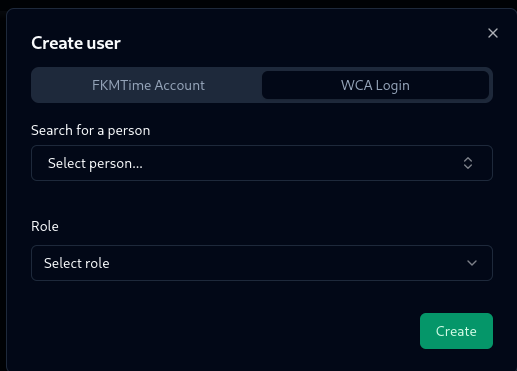 Create user
FKMTime Account
WCA Login
Search for a person
Select person...
Role
Select role
Create